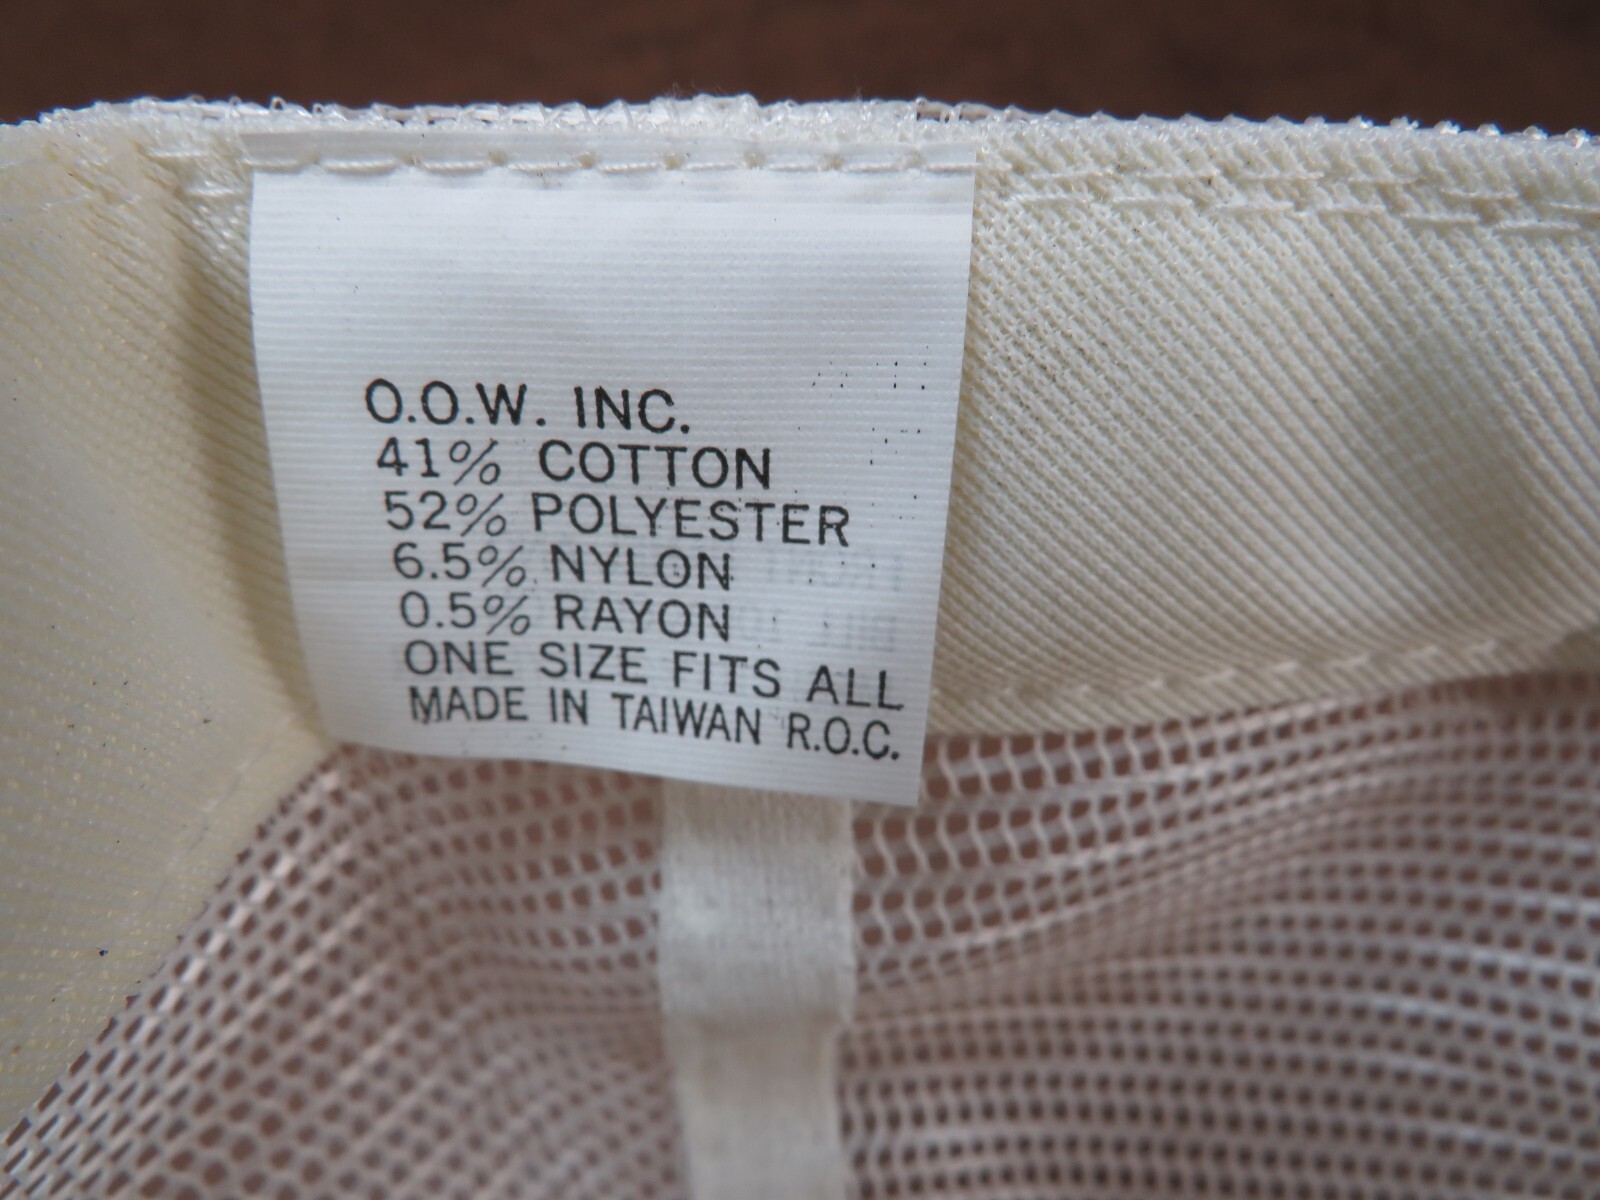 O.O.W. INC.
41% COTTON
52% POLYESTER
6.5% NYLON
0.5% RAYON
ONE SIZE FITS ALL
MADE IN TAIWAN R.O.C.